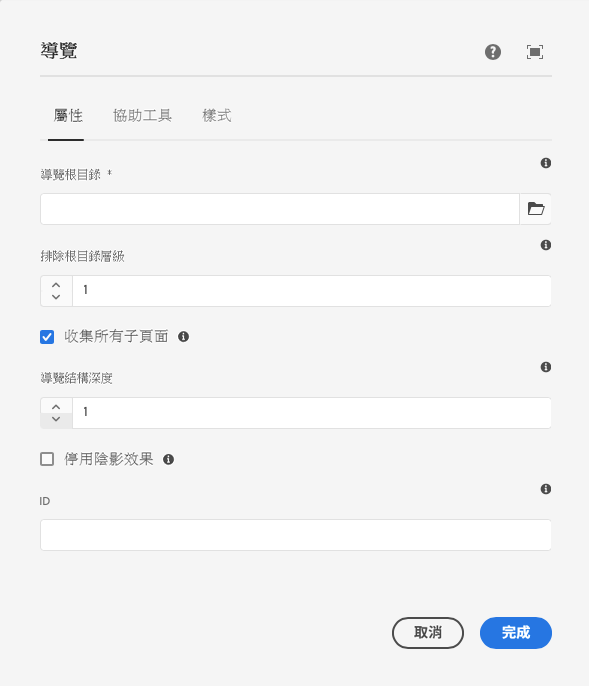 導覽
屬性 協助工具 樣式
導覽根目錄 *
排除根目錄層級
1
收集所有子頁面
導覽結構深度
1
停用陰影效果
ID
取消 完成